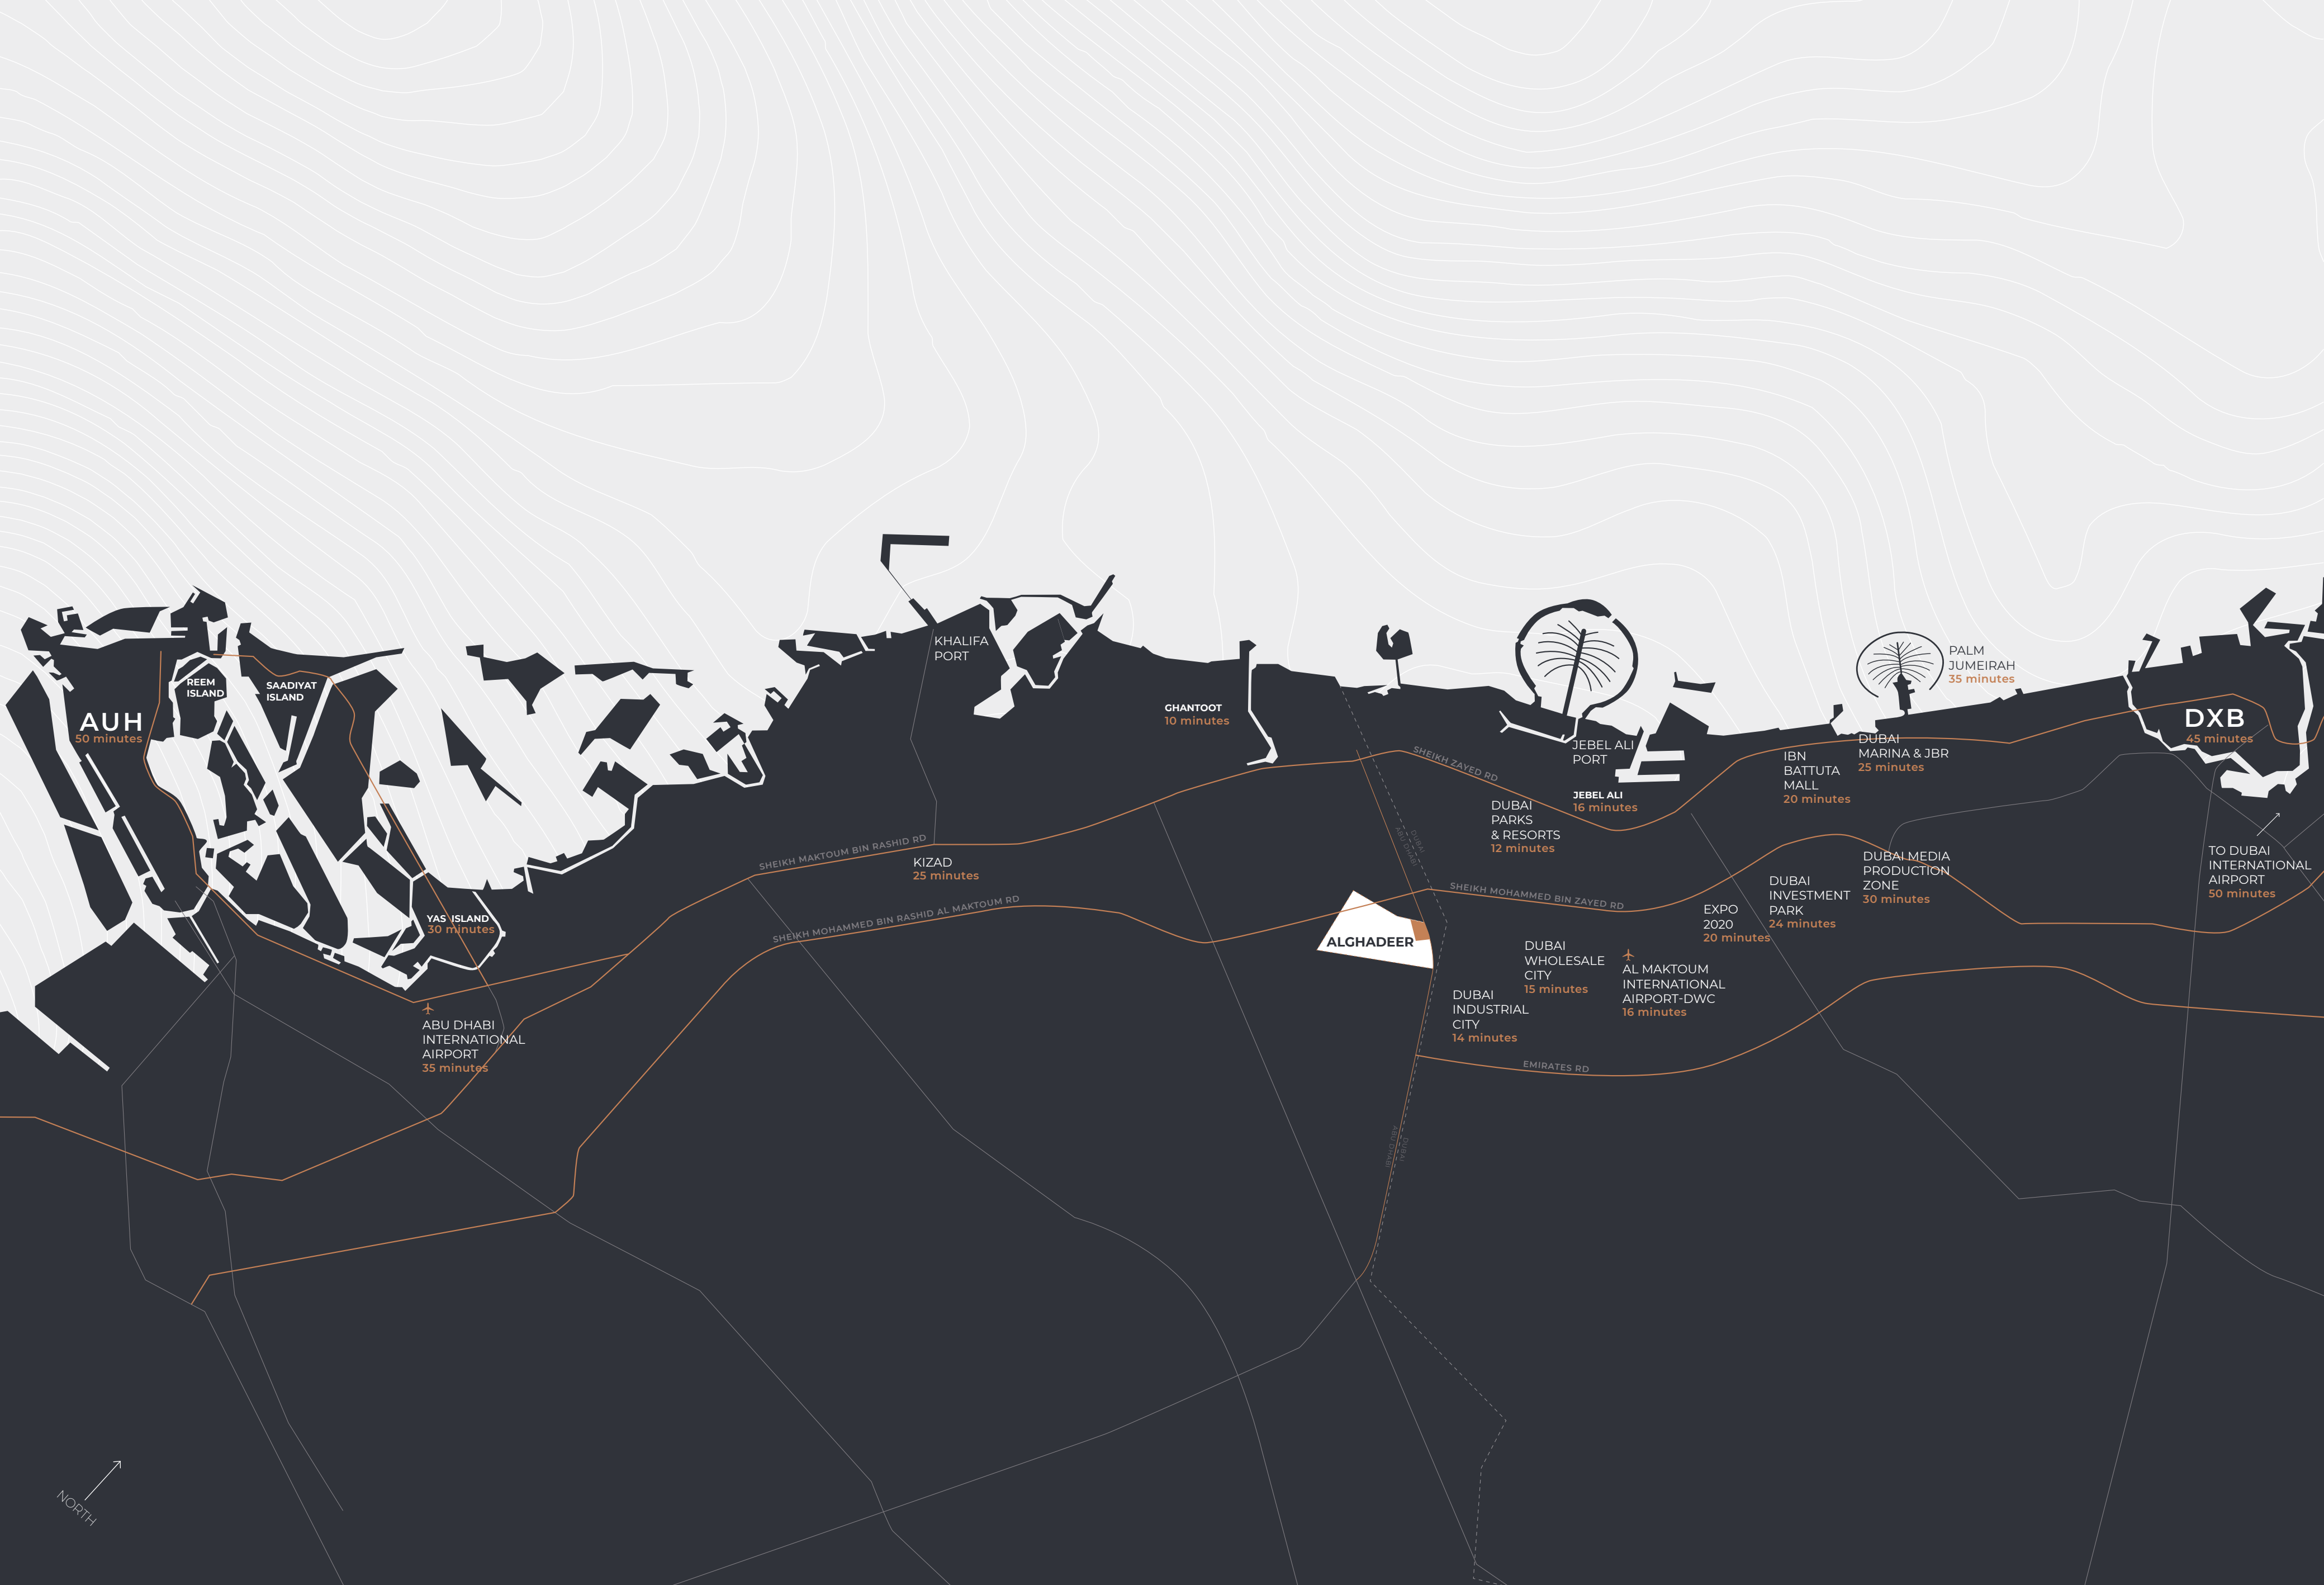 KHALIFA
PORT
PALM
JUMEIRAH
35 minutes
REEM
ISLAND
SAADIYAT
ISLAND
AUH
50 minutes
GHANTOOT
10 minutes
DXB
45 minutes
SHEIKH ZAYED RD
JEBEL ALI
PORT
JEBEL ALI
16 minutes
IBN
BATTUTA
MALL
20 minutes
DUBAI
MARINA & JBR
25 minutes
DUBAI
PARKS
& RESORTS
12 minutes
DUBAI
ABU DHABI
SHEIKH MAKTOUM BIN RASHID RD
KIZAD
25 minutes
SHEIKH MOHAMMED BIN RASHID AL MAKTOUM RD
SHEIKH MOHAMMED BIN ZAYED RD
DUBAI MEDIA
PRODUCTION
ZONE
30 minutes
TO DUBAI
INTERNATIONAL
AIRPORT
50 minutes
DUBAI
INVESTMENT
PARK
24 minutes
EXPO
2020
20 minutes
YAS ISLAND
30 minutes
ALGHADEER
DUBAI
WHOLESALE
CITY
15 minutes
AL MAKTOUM
INTERNATIONAL
AIRPORT-DWC
16 minutes
DUBAI
INDUSTRIAL
CITY
14 minutes
ABU DHABI
INTERNATIONAL
AIRPORT
35 minutes
EMIRATES RD
ABU DHABI
DUBAI
NORTH